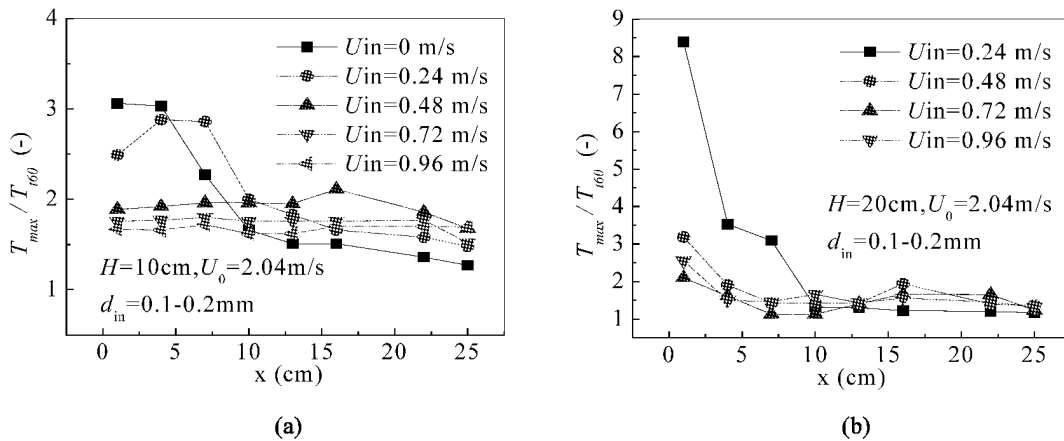 4
3
2
1
T_max / T_t60 (-)
Uin=0 m/s
Uin=0.24 m/s
Uin=0.48 m/s
Uin=0.72 m/s
Uin=0.96 m/s
H=10cm,U_0=2.04m/s
d_in=0.1-0.2mm
0 5 10 15 20 25
x (cm)
(a)
9
8
7
6
5
4
3
2
1
T_max / T_t60 (-)
Uin=0.24 m/s
Uin=0.48 m/s
Uin=0.72 m/s
Uin=0.96 m/s
H=20cm,U_0=2.04m/s
d_in=0.1-0.2mm
0 5 10 15 20 25
x (cm)
(b)